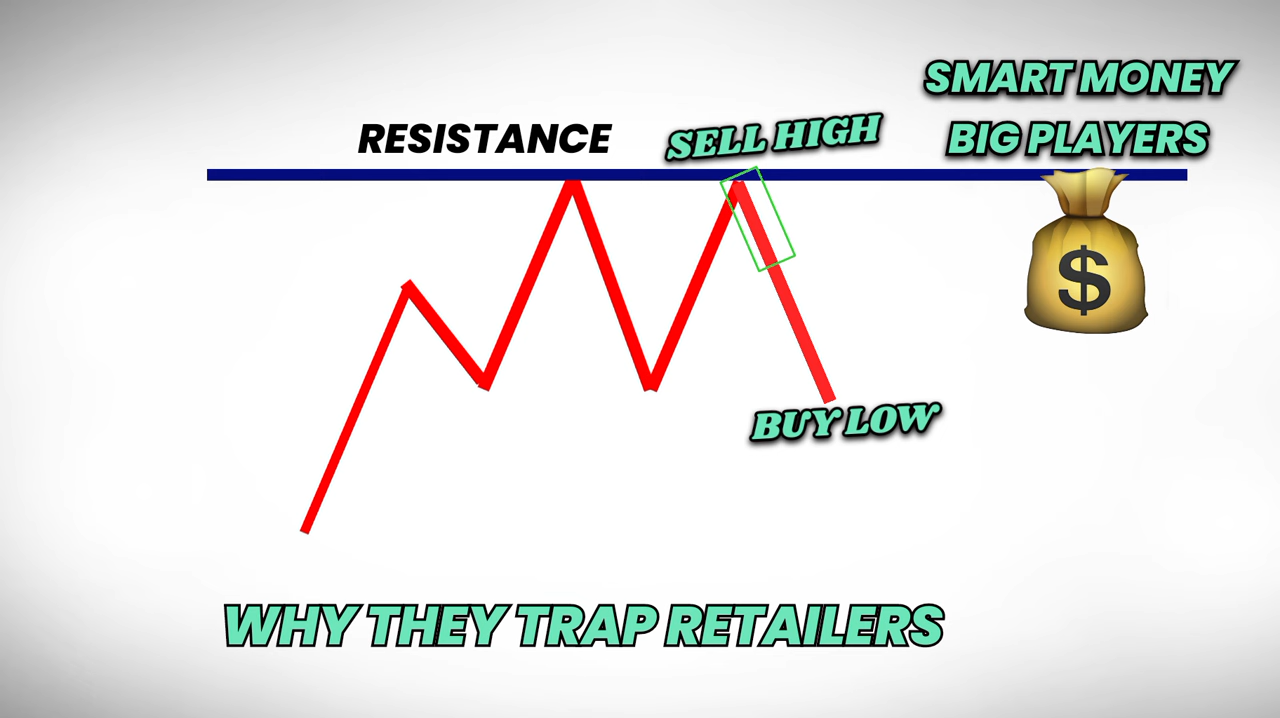 SMART MONEY
BIG PLAYERS
RESISTANCE
SELL HIGH
$
BUY LOW
WHY THEY TRAP RETAILERS